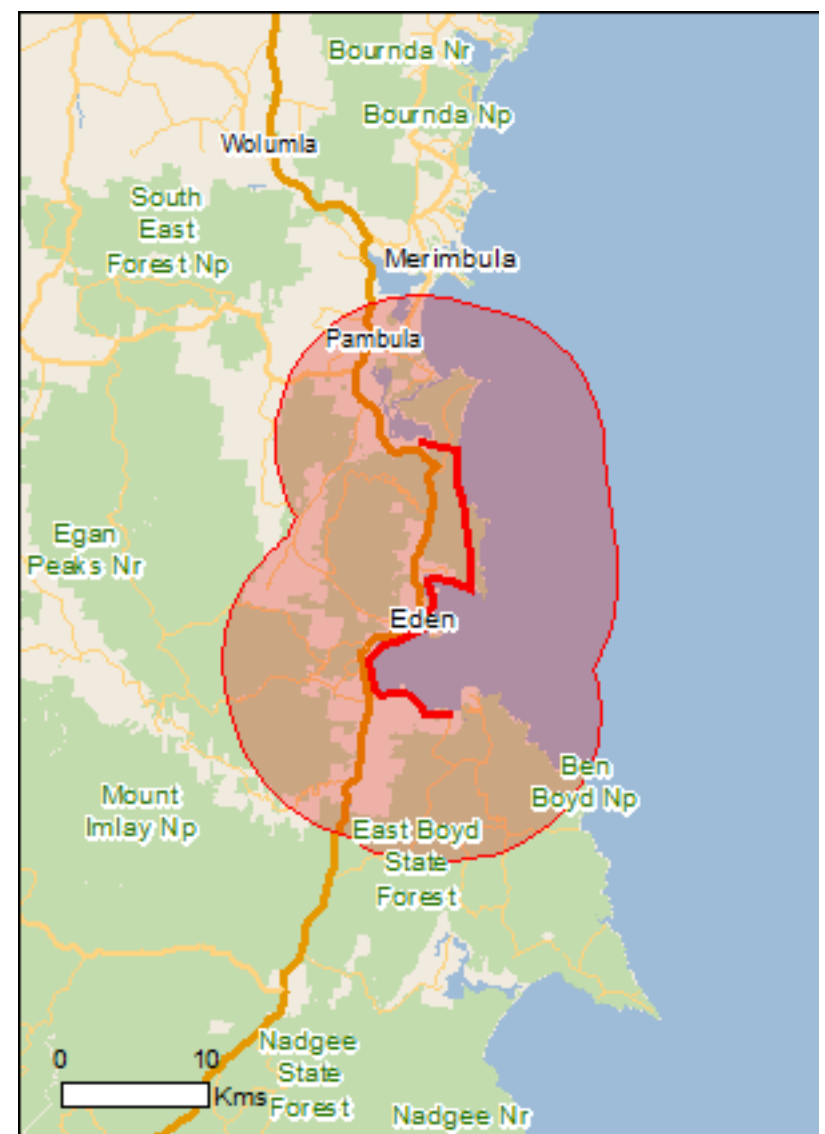 Bournda Nr
Bournda Np
Wolumla
South
East
Forest Np
Merimbula
Pambula
Egan
Peaks Nr
Eden
Ben
Boyd Np
Mount
Imlay Np
East Boyd
State
Forest
0 10
Kms
Nadgee
State
Forest
Nadgee Nr